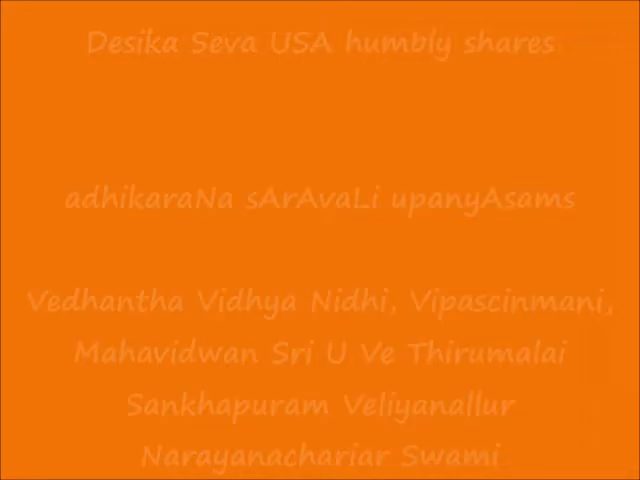 Desika Seva USA humbly shares
adhikaraNa sArAvaLi upanyAsams
Vedhantha Vidhya Nidhi, Vipascinmani,
Mahavidwan Sri U Ve Thirumalai
Sankhapuram Veliyanallur
Narayanachariar Swami